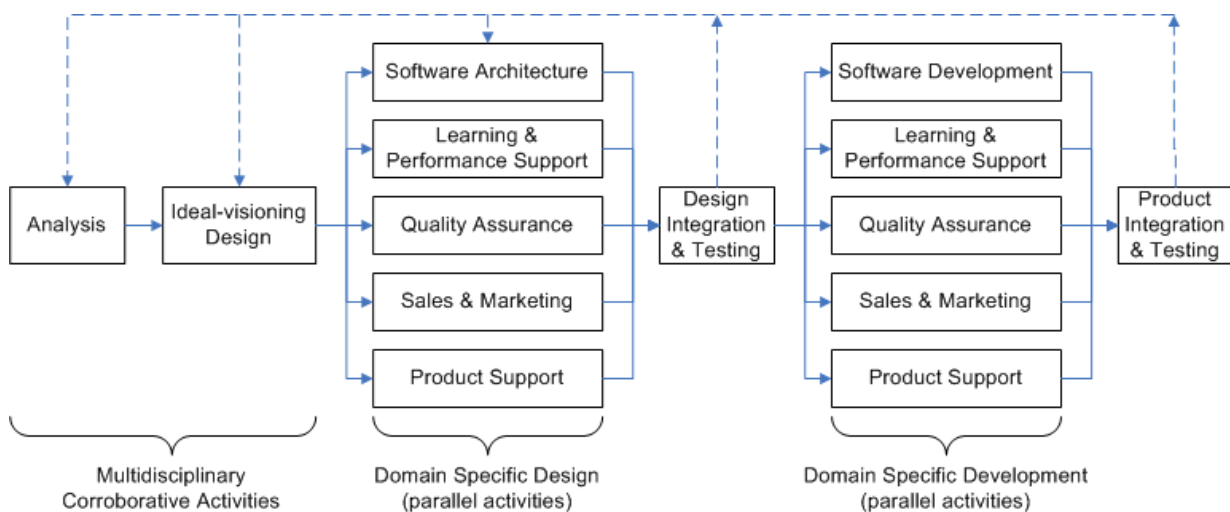 Analysis
Ideal-visioning
Design
Software Architecture
Learning &
Performance Support
Quality Assurance
Sales & Marketing
Product Support
Design
Integration
& Testing
Software Development
Learning &
Performance Support
Quality Assurance
Sales & Marketing
Product Support
Product
Integration
& Testing
Multidisciplinary
Corroborative Activities
Domain Specific Design
(parallel activities)
Domain Specific Development
(parallel activities)